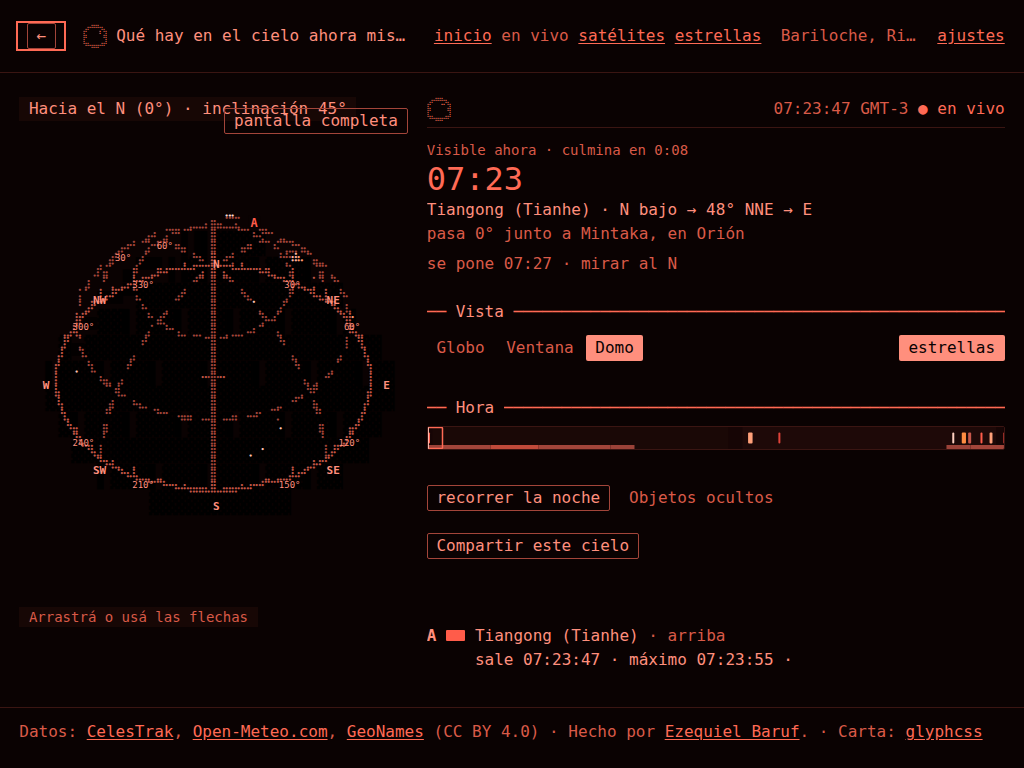 ← Qué hay en el cielo ahora mis… inicio en vivo satélites estrellas Bariloche, Ri… ajustes
Hacia el N (0°) · inclinación 45°
pantalla completa
A
60°
30°
N
330°
30°
NW
NE
300°
60°
W
E
240°
120°
SW
SE
210°
150°
S
Arrastrá o usá las flechas
07:23:47 GMT-3 ● en vivo
Visible ahora · culmina en 0:08
07:23
Tiangong (Tianhe) · N bajo → 48° NNE → E
pasa 0° junto a Mintaka, en Orión
se pone 07:27 · mirar al N
Vista
Globo Ventana Domo estrellas
Hora
recorrer la noche Objetos ocultos
Compartir este cielo
A Tiangong (Tianhe) · arriba
sale 07:23:47 · máximo 07:23:55 ·
Datos: CelesTrak, Open-Meteo.com, GeoNames (CC BY 4.0) · Hecho por Ezequiel Baruf. · Carta: glyphcss